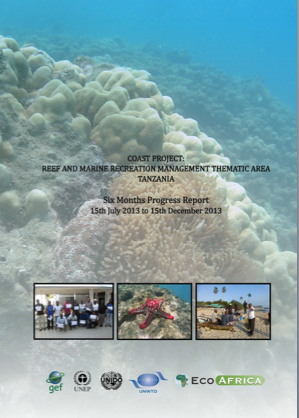 COAST PROJECT:
REEF AND MARINE RECREATION MANAGEMENT THEMATIC AREA
TANZANIA
Six Months Progress Report
15th July 2013 to 15th December 2013
gef
UNEP
UNIDO
UNWTO
ECOAFRICA